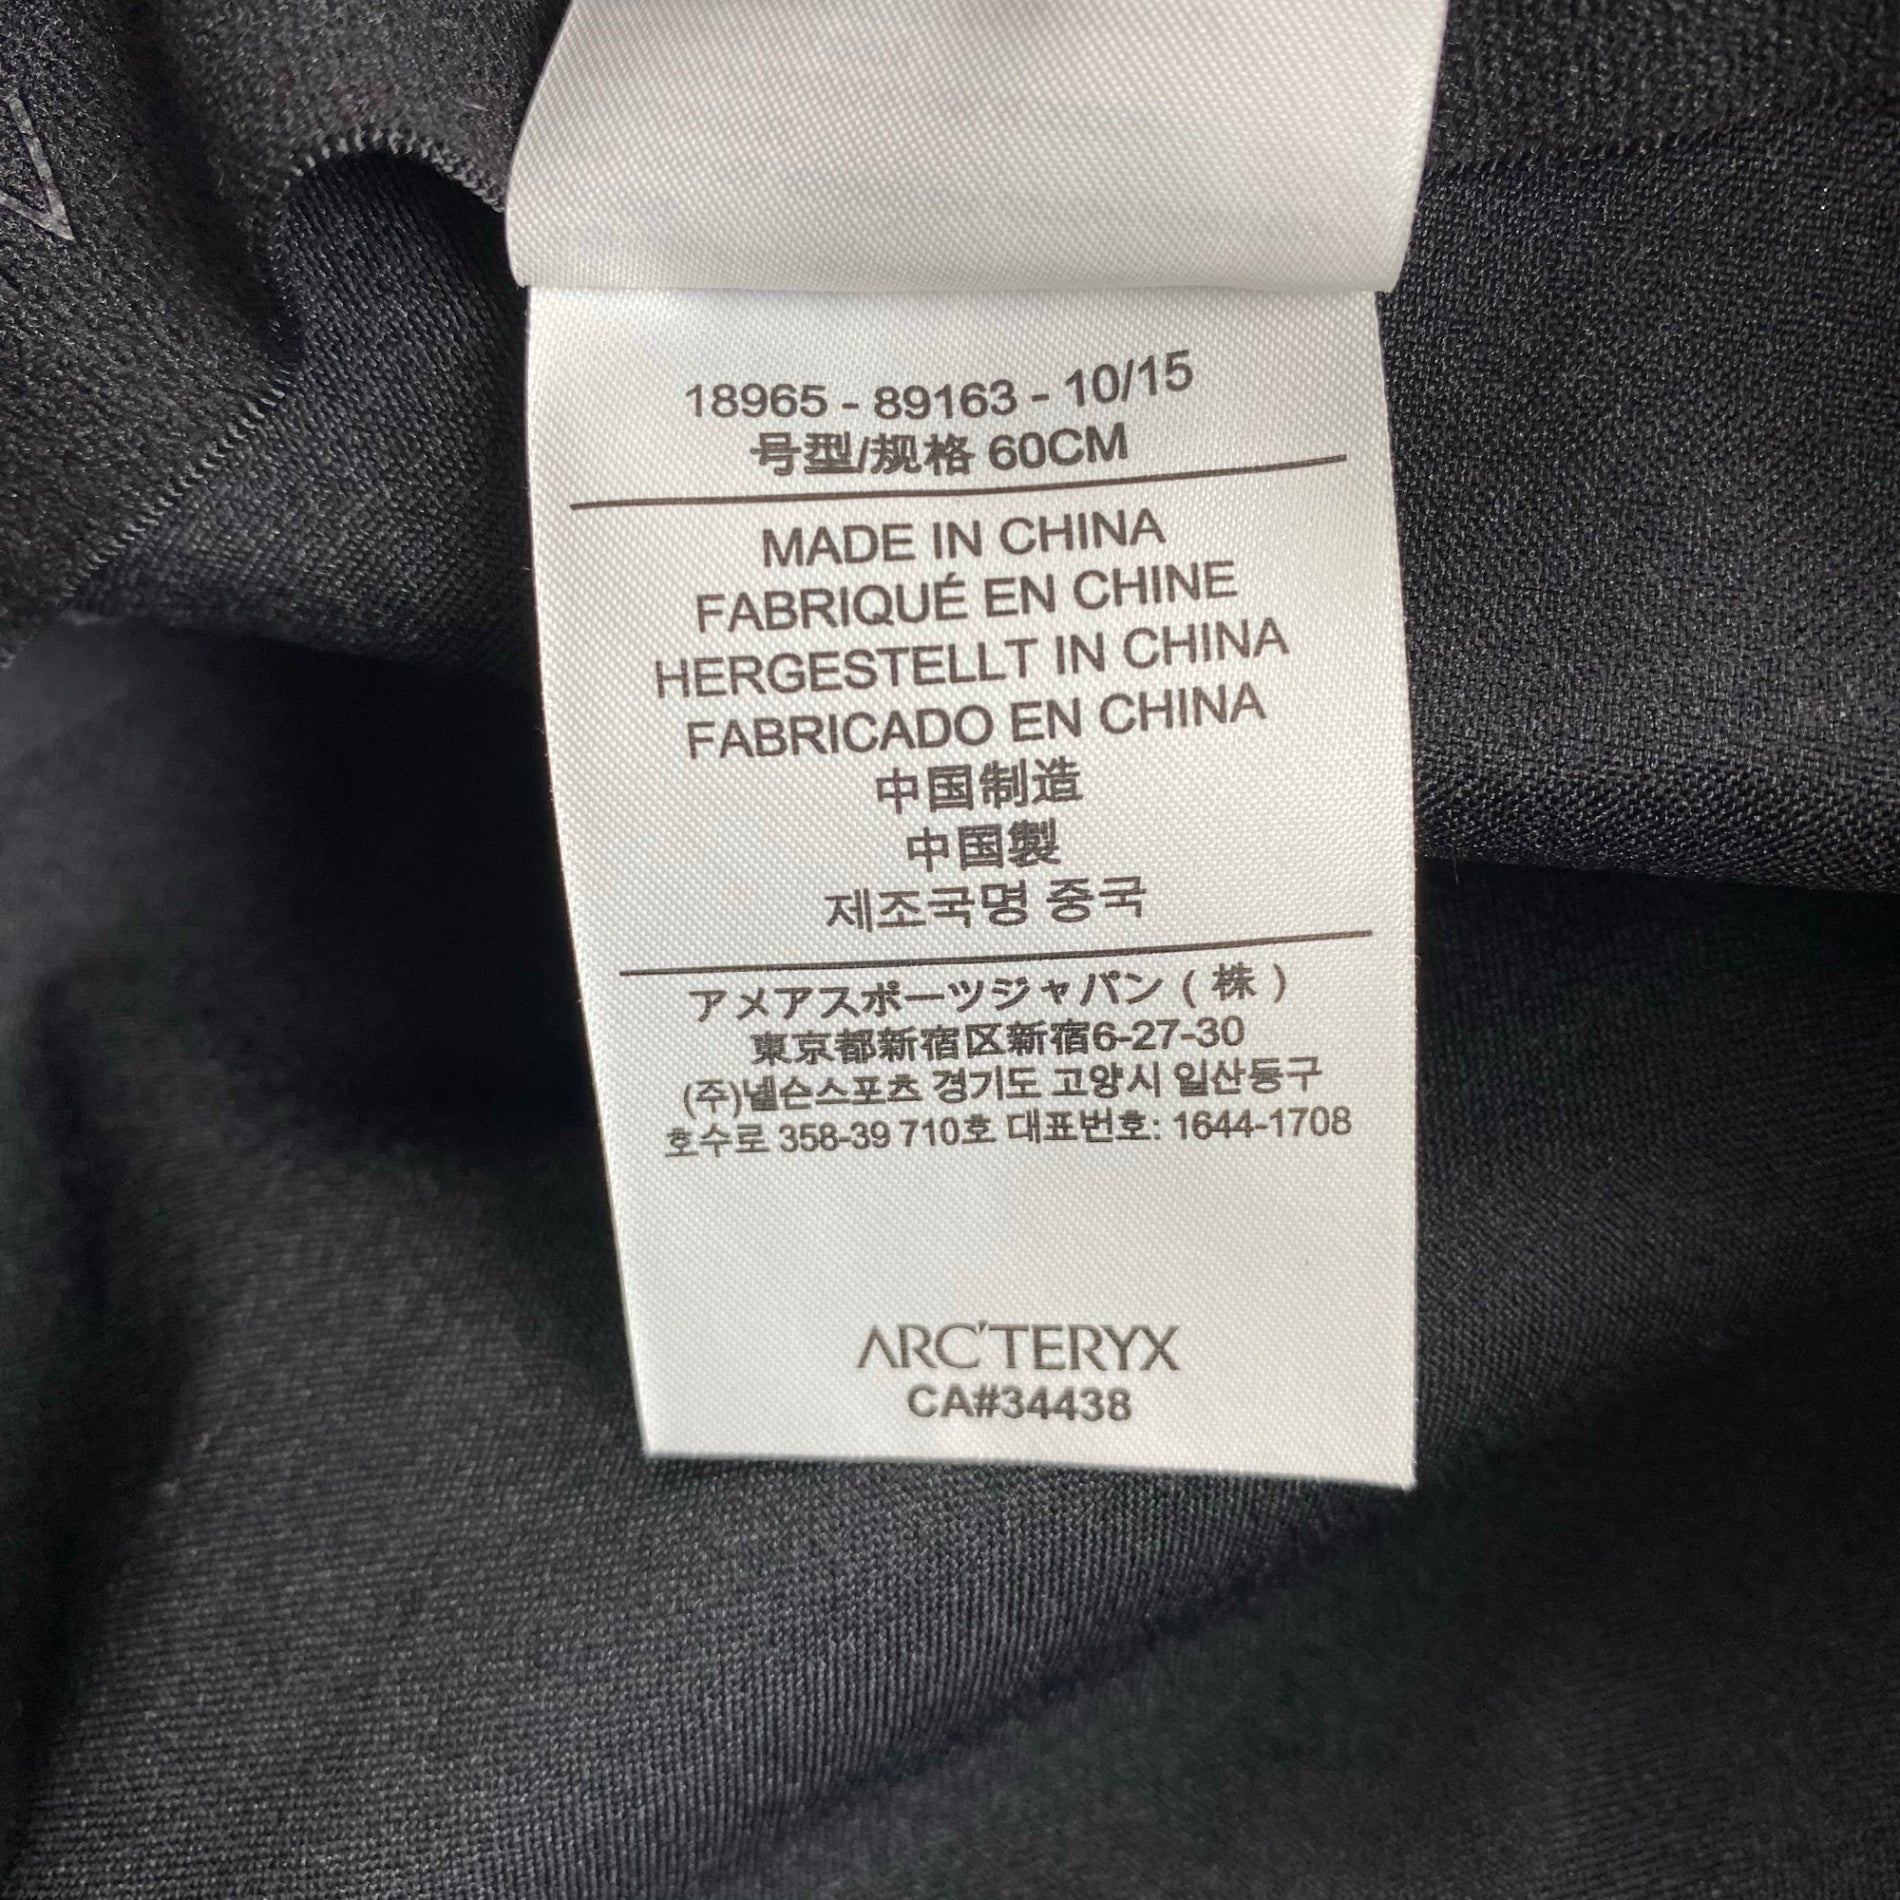 18965 - 89163 - 10/15
号型/规格 60CM
MADE IN CHINA
FABRIQUÉ EN CHINE
HERGESTELLT IN CHINA
FABRICADO EN CHINA
中国制造
中国製
제조국명 중국
アメアスポーツジャパン（株）
東京都新宿区新宿6-27-30
(주)넬슨스포츠 경기도 고양시 일산동구
호수로 358-39 710호 대표번호: 1644-1708
ARC'TERYX
CA#34438